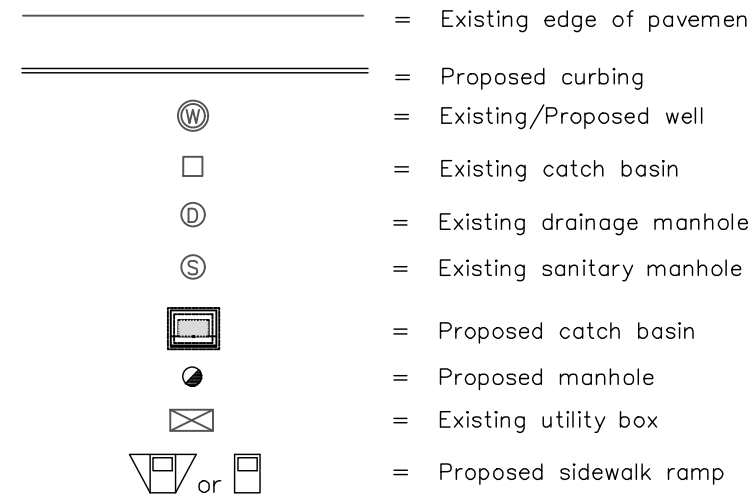 = Existing edge of pavemen
= Proposed curbing
W = Existing/Proposed well
= Existing catch basin
D = Existing drainage manhole
S = Existing sanitary manhole
= Proposed catch basin
= Proposed manhole
= Existing utility box
or = Proposed sidewalk ramp